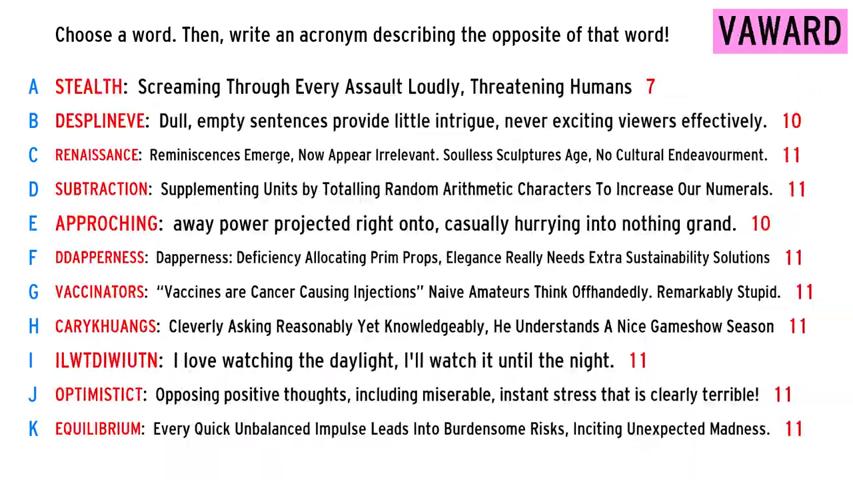 Choose a word. Then, write an acronym describing the opposite of that word! VAWARD
A STEALTH: Screaming Through Every Assault Loudly, Threatening Humans 7
B DESPLINEVE: Dull, empty sentences provide little intrigue, never exciting viewers effectively. 10
C RENAISSANCE: Reminiscences Emerge, Now Appear Irrelevant. Soulless Sculptures Age, No Cultural Endeavourment. 11
D SUBTRACTION: Supplementing Units by Totalling Random Arithmetic Characters To Increase Our Numerals. 11
E APPROCHING: away power projected right onto, casually hurrying into nothing grand. 10
F DDAPPERNESS: Dapperness: Deficiency Allocating Prim Props, Elegance Really Needs Extra Sustainability Solutions 11
G VACCINATORS: “Vaccines are Cancer Causing Injections” Naive Amateurs Think Offhandedly. Remarkably Stupid. 11
H CARYKHUANGS: Cleverly Asking Reasonably Yet Knowledgeably, He Understands A Nice Gameshow Season 11
I ILWTDIWIUTN: I love watching the daylight, I'll watch it until the night. 11
J OPTIMISTICT: Opposing positive thoughts, including miserable, instant stress that is clearly terrible! 11
K EQUILIBRIUM: Every Quick Unbalanced Impulse Leads Into Burdensome Risks, Inciting Unexpected Madness. 11